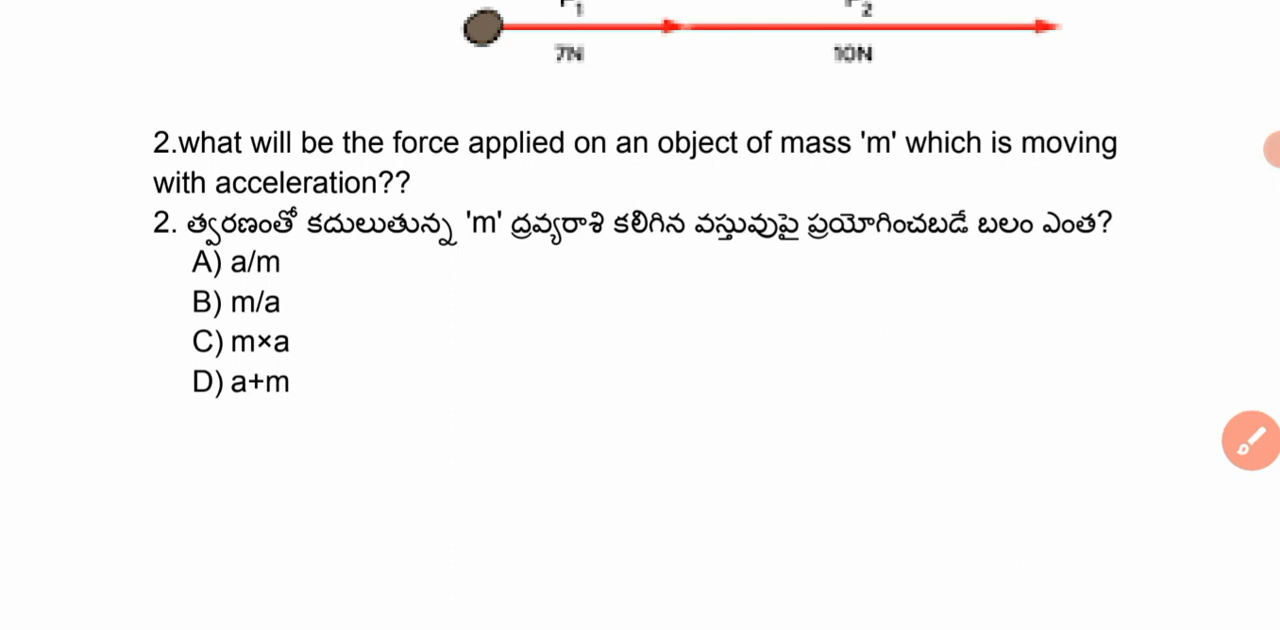 7N 10N
2.what will be the force applied on an object of mass 'm' which is moving
with acceleration??
2. త్వరణంతో కదులుతున్న 'm' ద్రవ్యరాశి కలిగిన వస్తువుపై ప్రయోగించబడే బలం ఎంత?
A) a/m
B) m/a
C) m×a
D) a+m